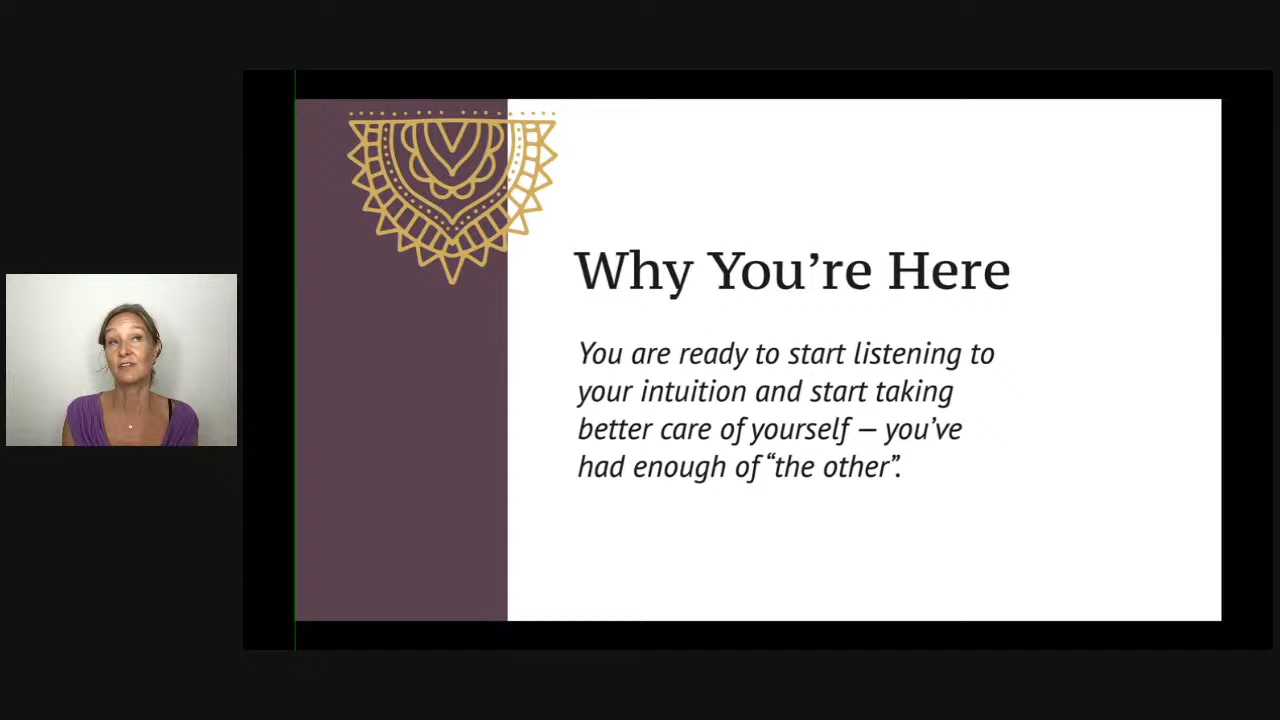 Why You’re Here
You are ready to start listening to
your intuition and start taking
better care of yourself – you’ve
had enough of “the other”.